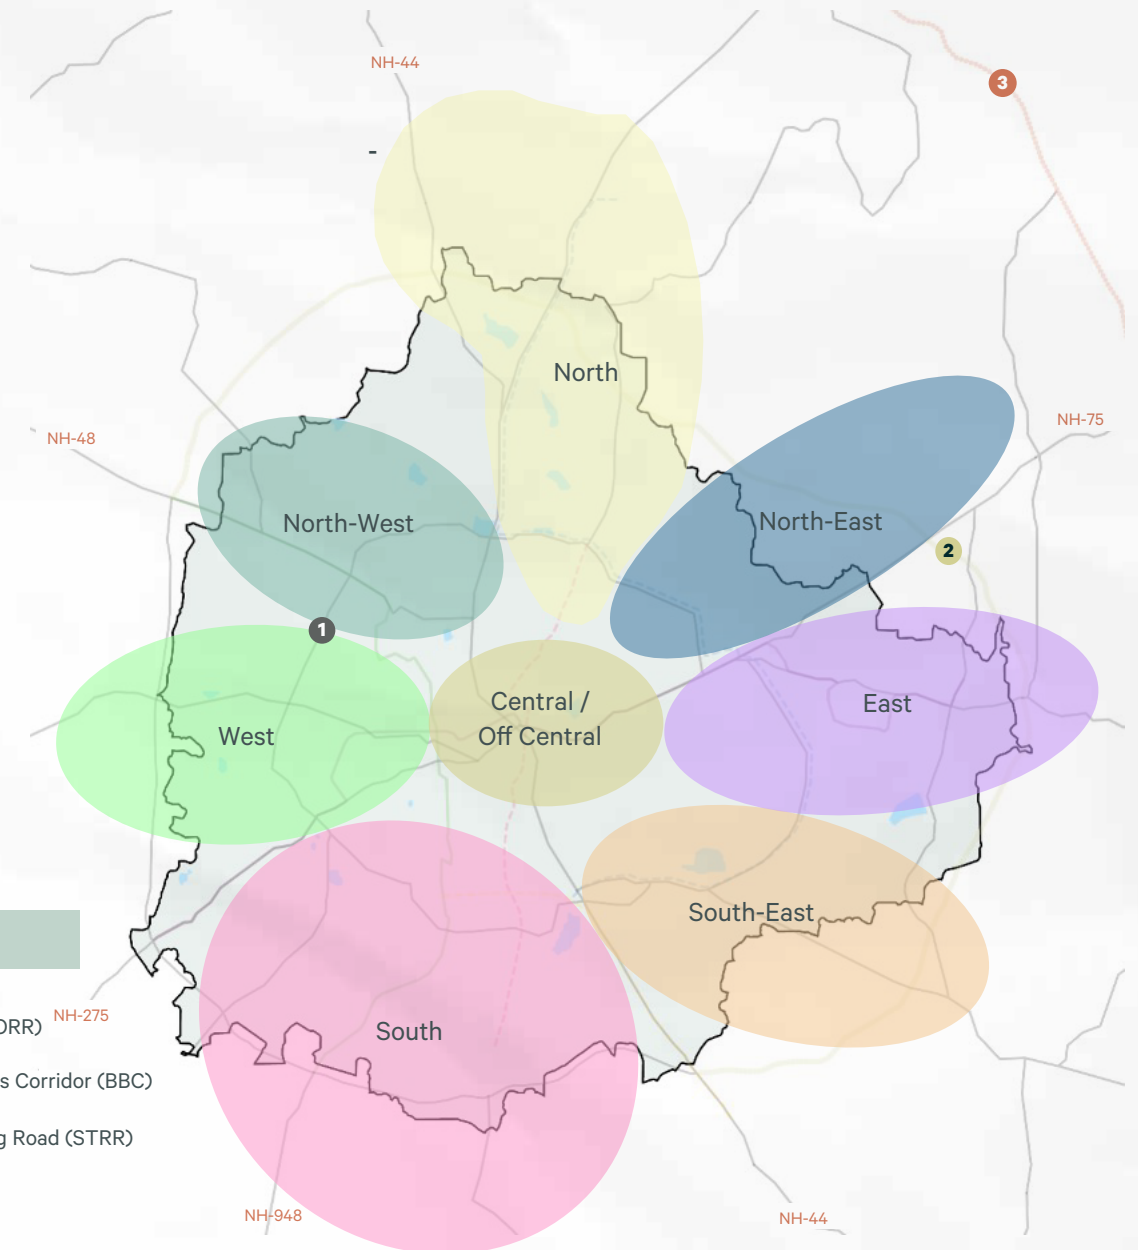 NH-44
3
-
North
NH-75
NH-48
North-West
North-East
2
1
Central /
Off Central
East
West
South-East
NH-275
ORR)
South
s Corridor (BBC)
g Road (STRR)
NH-948
NH-44